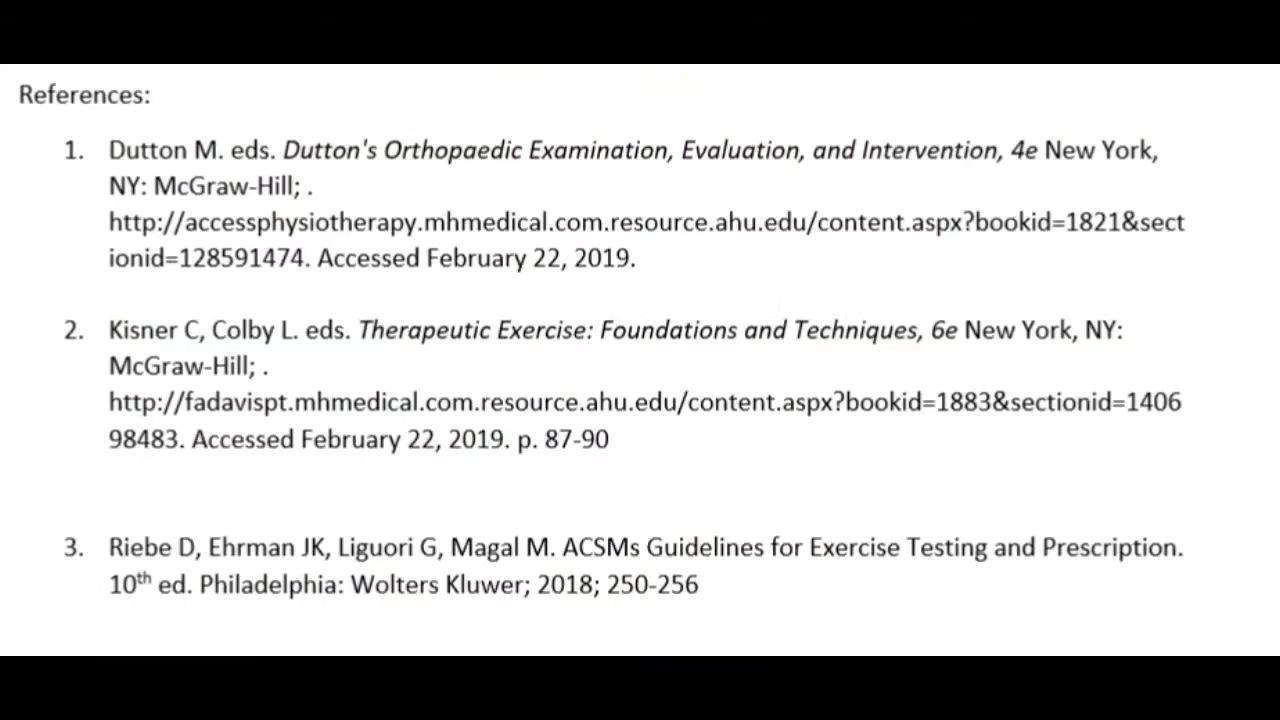 References:
1. Dutton M. eds. Dutton's Orthopaedic Examination, Evaluation, and Intervention, 4e New York,
NY: McGraw-Hill; .
http://accessphysiotherapy.mhmedical.com.resource.ahu.edu/content.aspx?bookid=1821&sect
ionid=128591474. Accessed February 22, 2019.
2. Kisner C, Colby L. eds. Therapeutic Exercise: Foundations and Techniques, 6e New York, NY:
McGraw-Hill; .
http://fadavispt.mhmedical.com.resource.ahu.edu/content.aspx?bookid=1883&sectionid=1406
98483. Accessed February 22, 2019. p. 87-90
3. Riebe D, Ehrman JK, Liguori G, Magal M. ACSMs Guidelines for Exercise Testing and Prescription.
10th ed. Philadelphia: Wolters Kluwer; 2018; 250-256